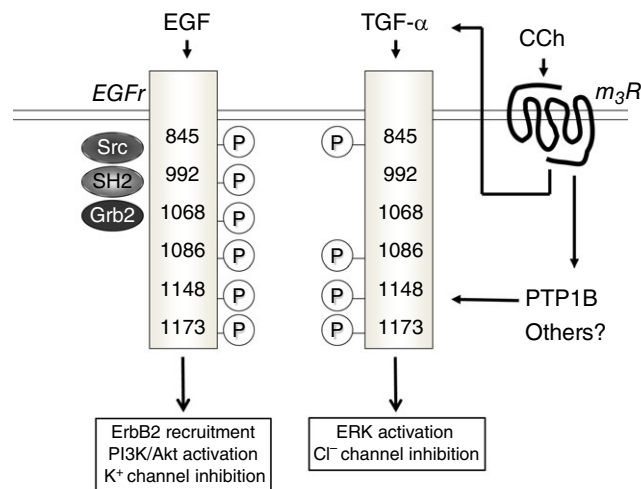 EGF
TGF-α
CCh
EGFr
m₃R
Src
SH2
Grb2
845
992
1068
1086
1148
1173
P
P
P
P
P
P
845
992
1068
1086
1148
1173
P
P
P
P
PTP1B
Others?
ErbB2 recruitment
PI3K/Akt activation
K⁺ channel inhibition
ERK activation
Cl⁻ channel inhibition